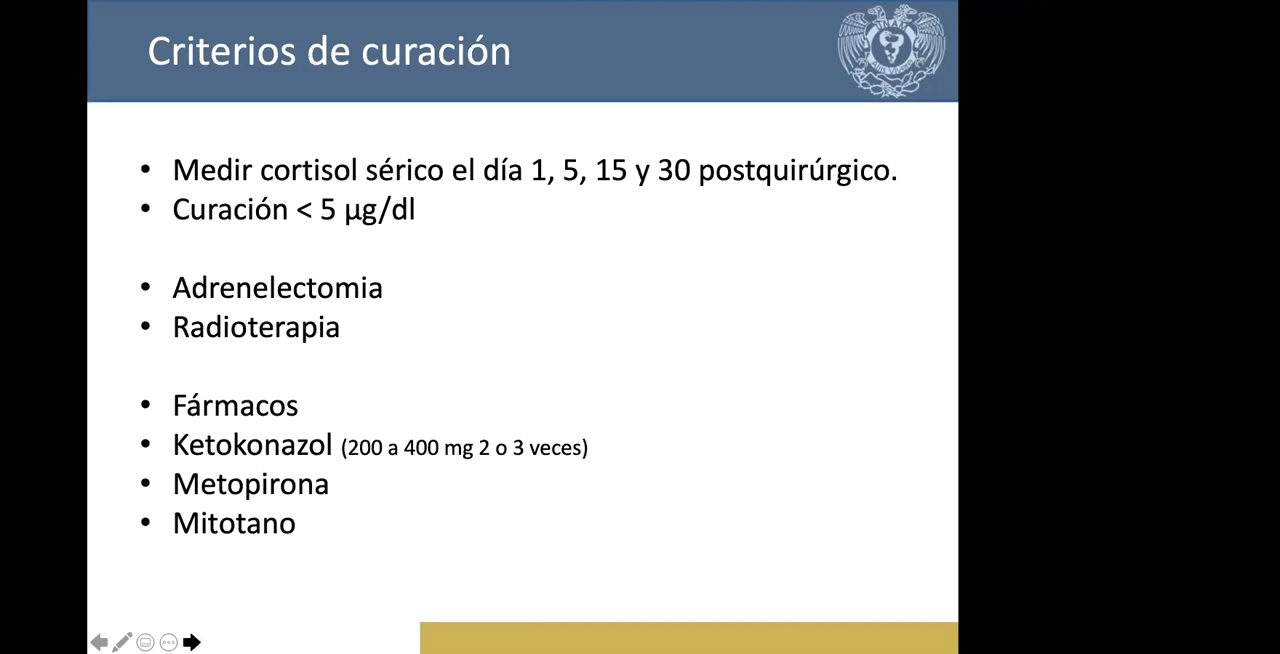 Criterios de curación
UNAM
• Medir cortisol sérico el día 1, 5, 15 y 30 postquirúrgico.
• Curación < 5 µg/dl
• Adrenelectomia
• Radioterapia
• Fármacos
• Ketokonazol (200 a 400 mg 2 o 3 veces)
• Metopirona
• Mitotano